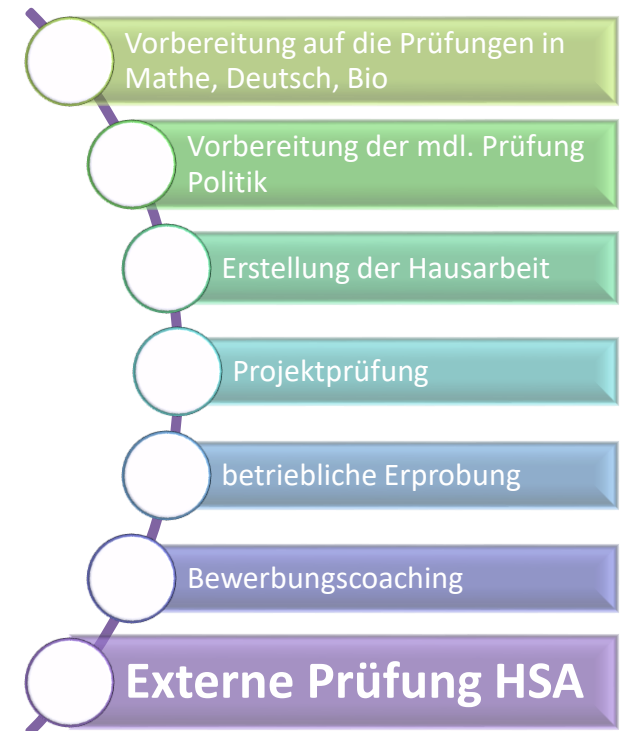 Vorbereitung auf die Prüfungen in
Mathe, Deutsch, Bio
Vorbereitung der mdl. Prüfung
Politik
Erstellung der Hausarbeit
Projektprüfung
betriebliche Erprobung
Bewerbungscoaching
Externe Prüfung HSA